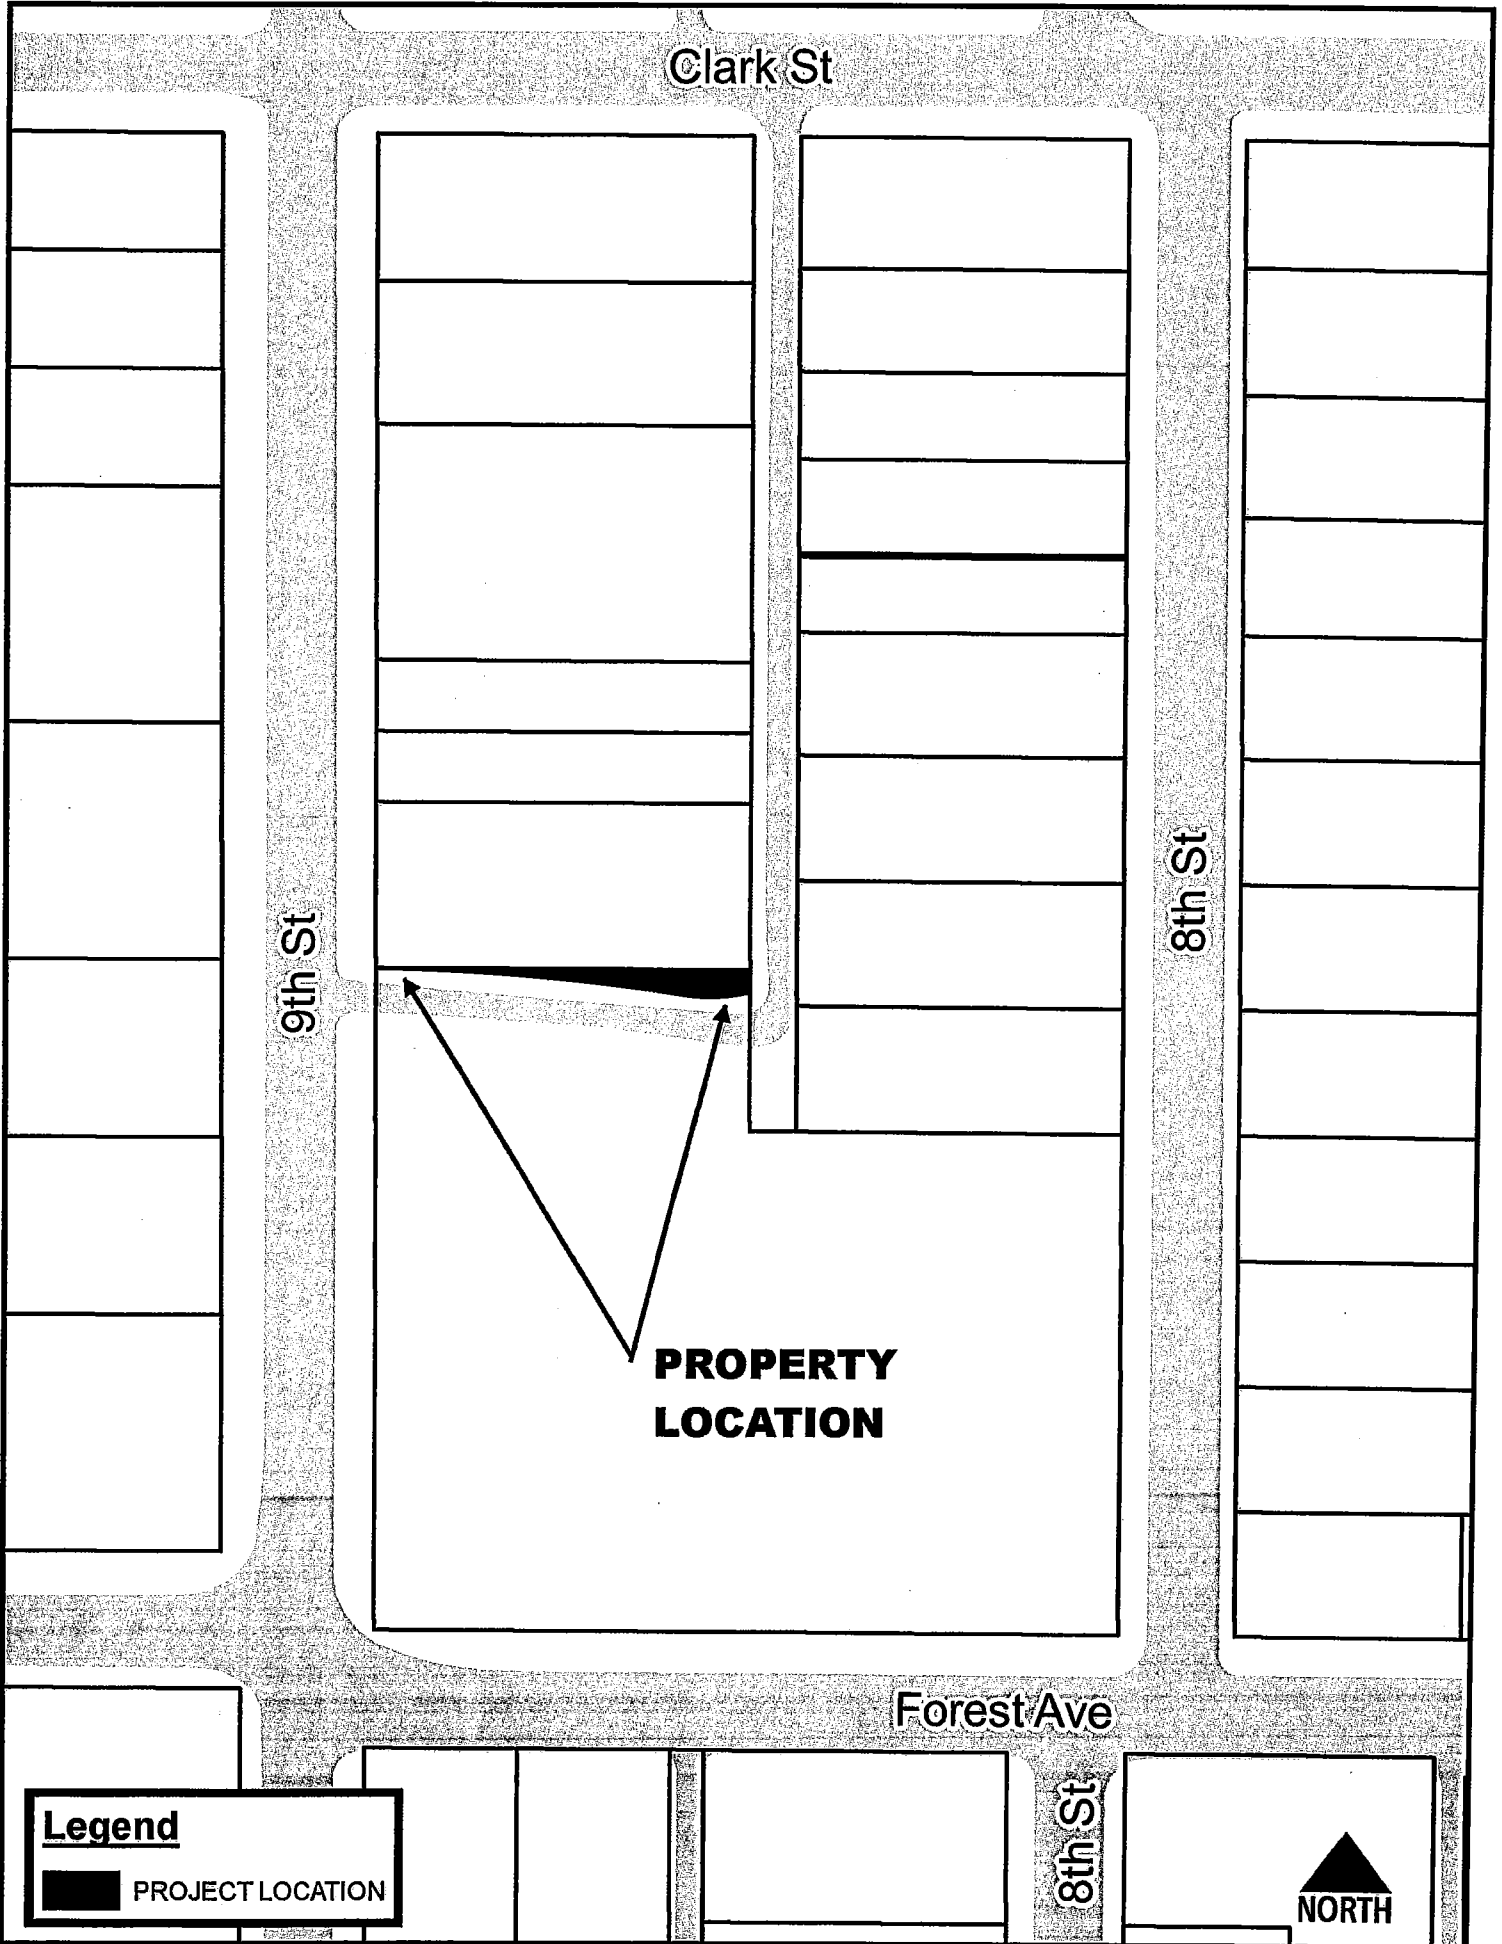 Clark St
8th St
9th St
PROPERTY
LOCATION
Forest Ave
8th St
Legend
PROJECT LOCATION
NORTH